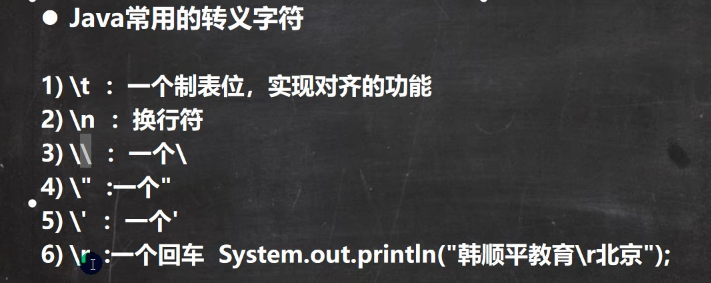 ● Java常用的转义字符
1) \t ：一个制表位，实现对齐的功能
2) \n ：换行符
3) \\ ：一个\
4) \" :一个"
5) \' ：一个'
6) \r :一个回车 System.out.println("韩顺平教育\r北京");